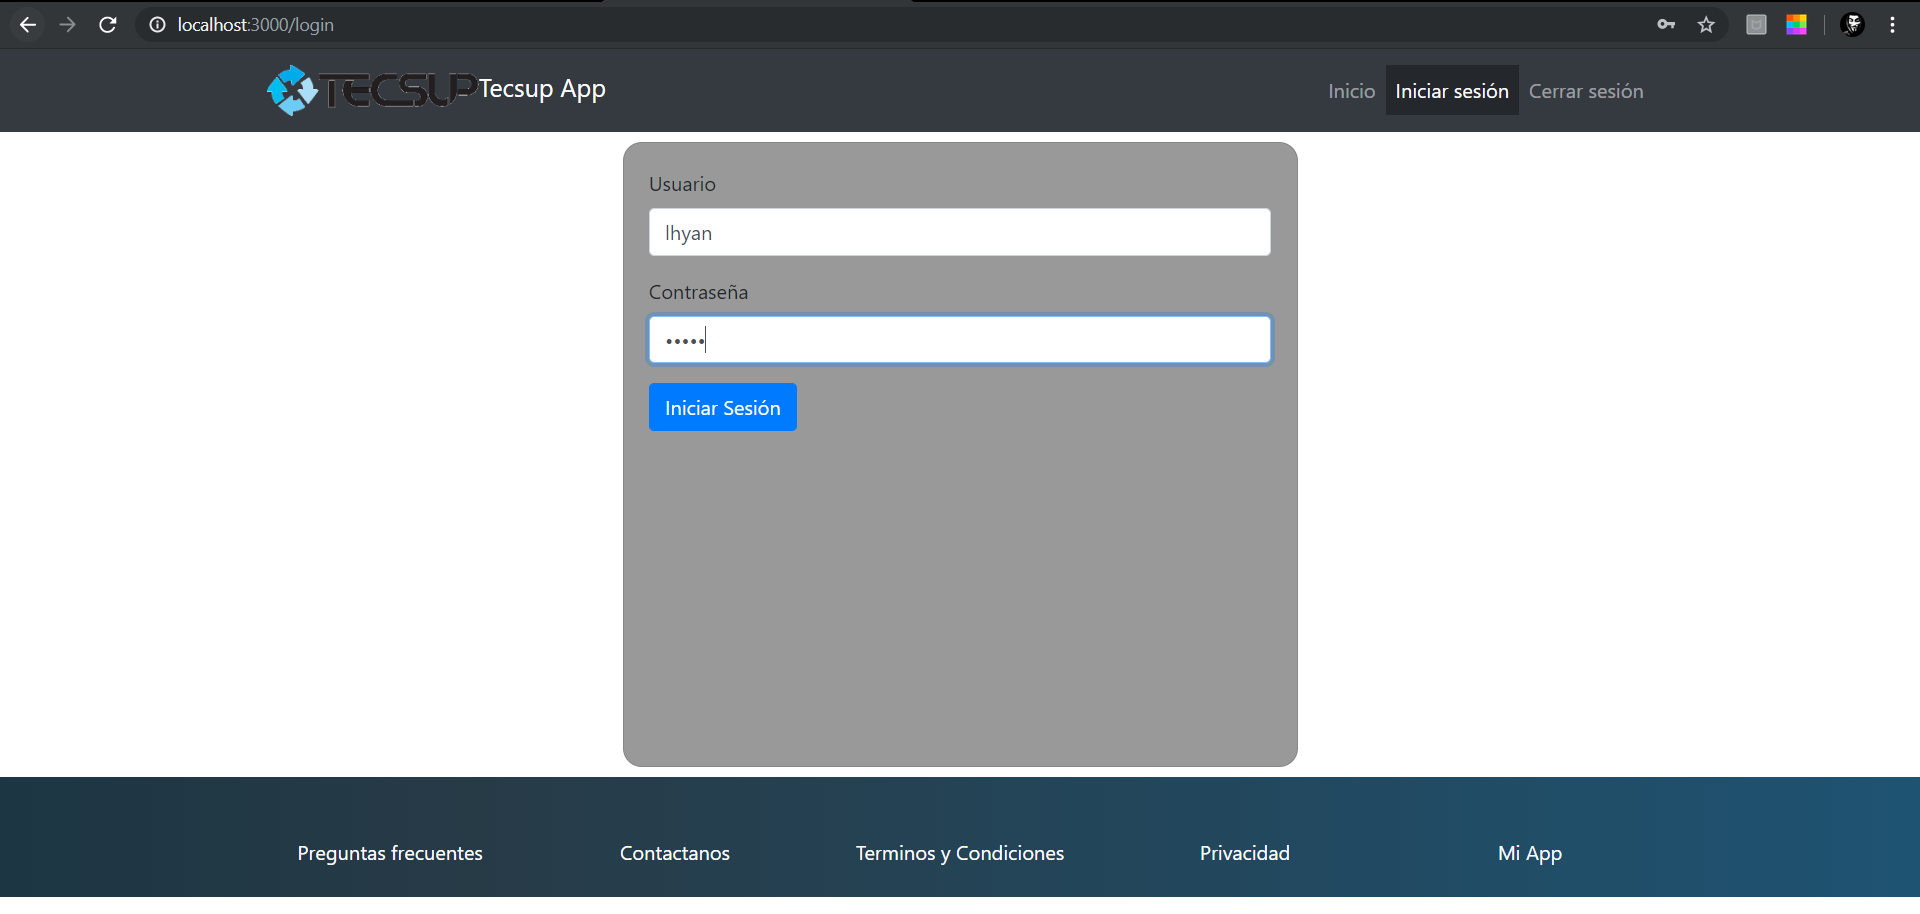 localhost:3000/login
TECSUP Tecsup App
Inicio Iniciar sesión Cerrar sesión
Usuario
lhyan
Contraseña
•••••
Iniciar Sesión
Preguntas frecuentes Contactanos Terminos y Condiciones Privacidad Mi App